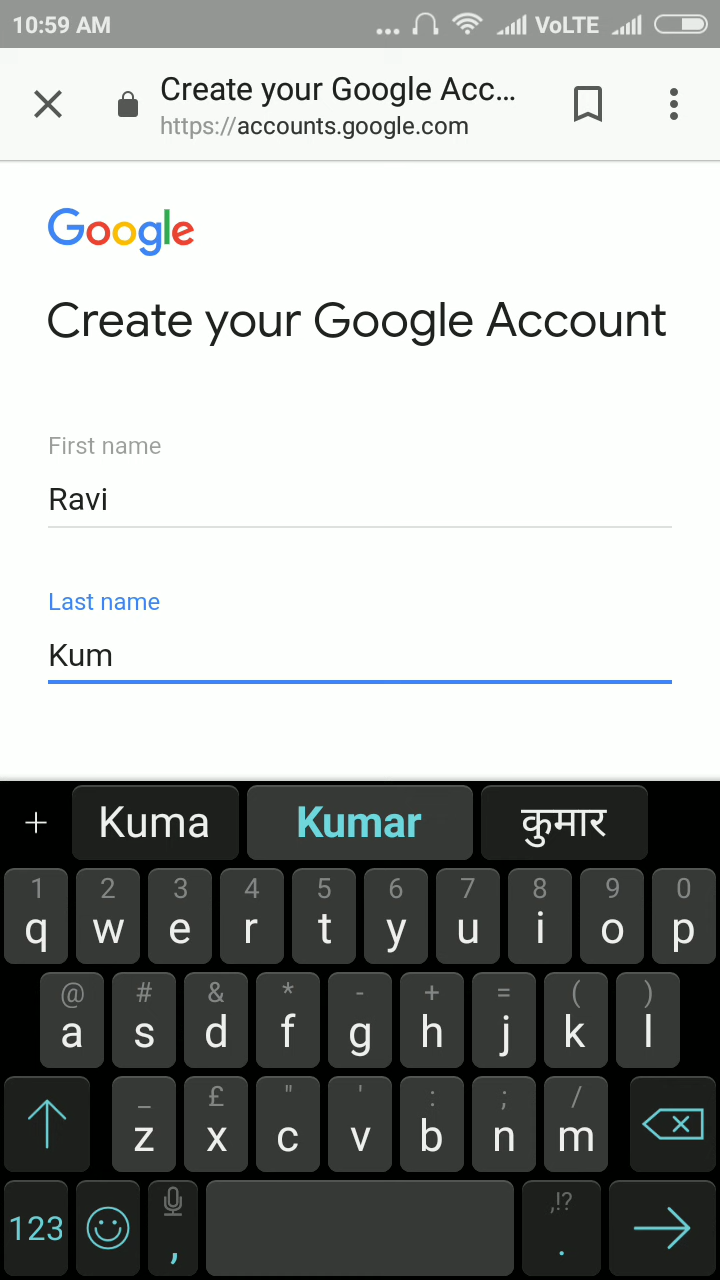 10:59 AM ... VoLTE
Create your Google Acc...
https://accounts.google.com
Google
Create your Google Account
First name
Ravi
Last name
Kum
+ Kuma Kumar कुमार
1 2 3 4 5 6 7 8 9 0
q w e r t y u i o p
@ # & * - + = ( )
a s d f g h j k l
_ £ " ' : ; /
z x c v b n m
,!?
123 , .